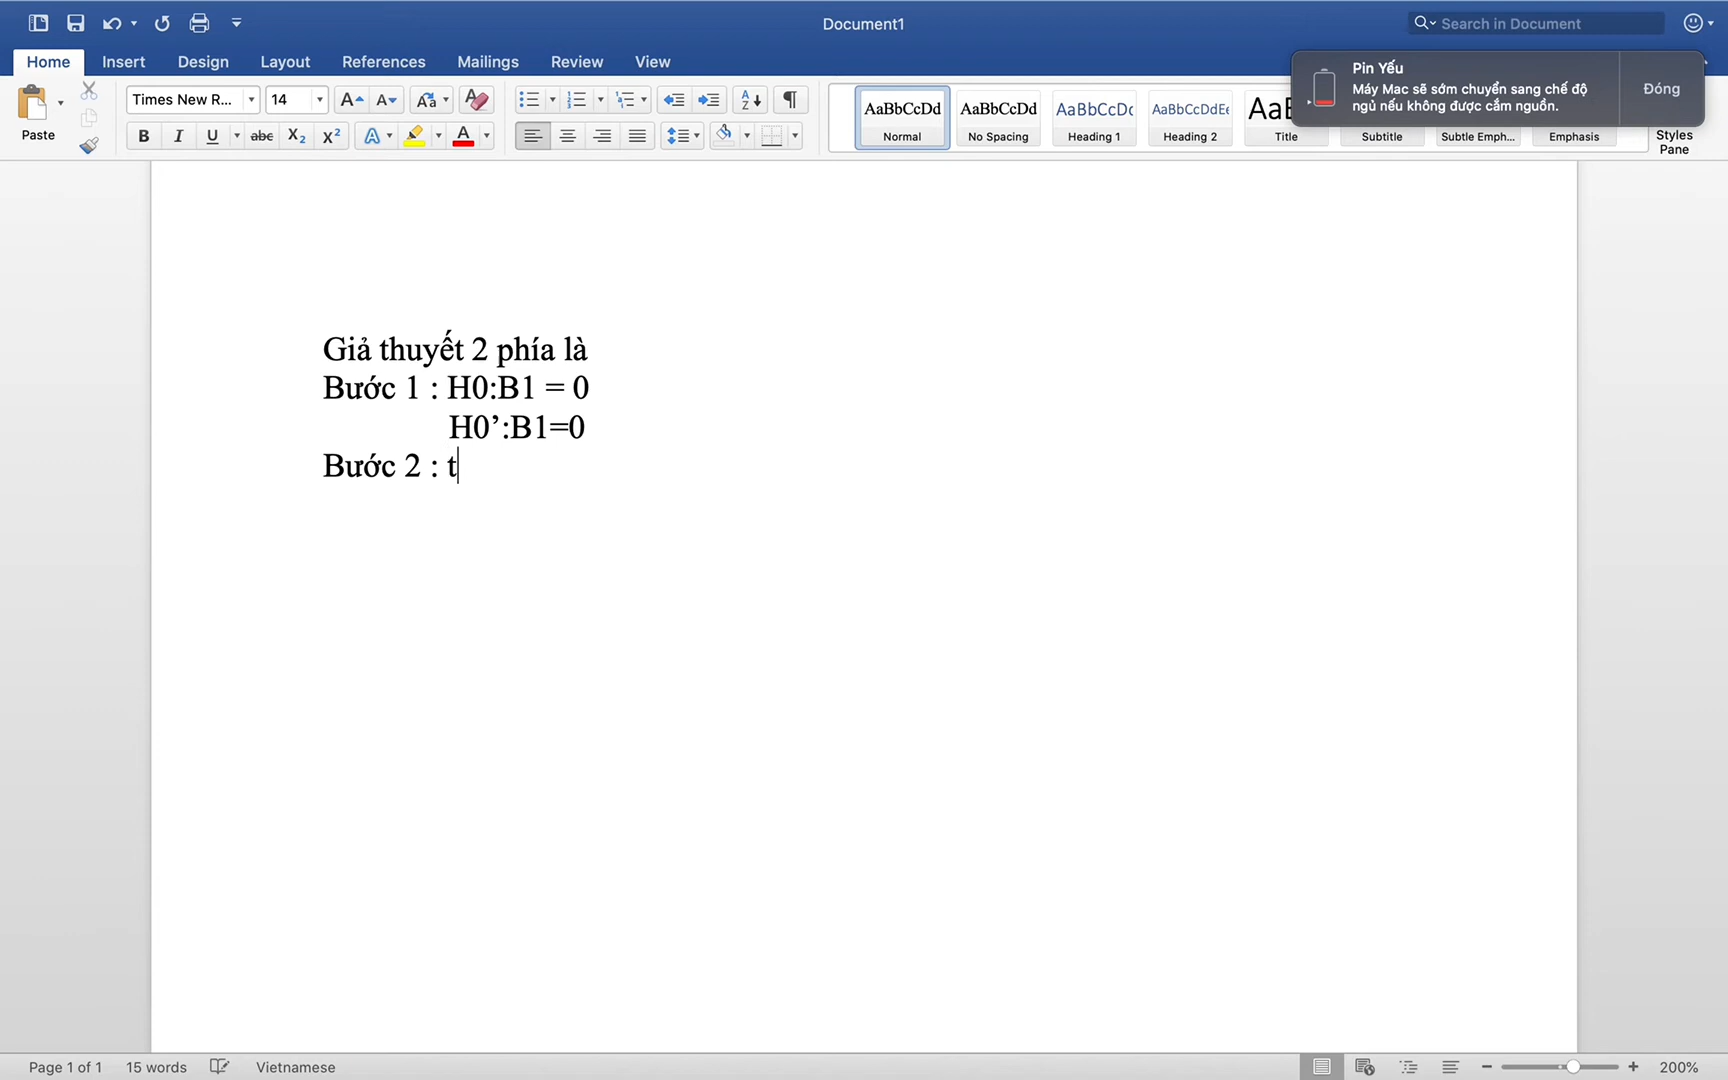 Document1
Search in Document
Home Insert Design Layout References Mailings Review View
Pin Yếu
Máy Mac sẽ sớm chuyển sang chế độ
ngủ nếu không được cắm nguồn.
Đóng
Paste
Times New R... 14
AaBbCcDd Normal
AaBbCcDd No Spacing
AaBbCcDc Heading 1
AaBbCcDdEe Heading 2
Title
Subtitle
Subtle Emph...
Emphasis
Styles
Pane
Giả thuyết 2 phía là
Bước 1 : H0:B1 = 0
H0’:B1=0
Bước 2 : t
Page 1 of 1 15 words Vietnamese 200%